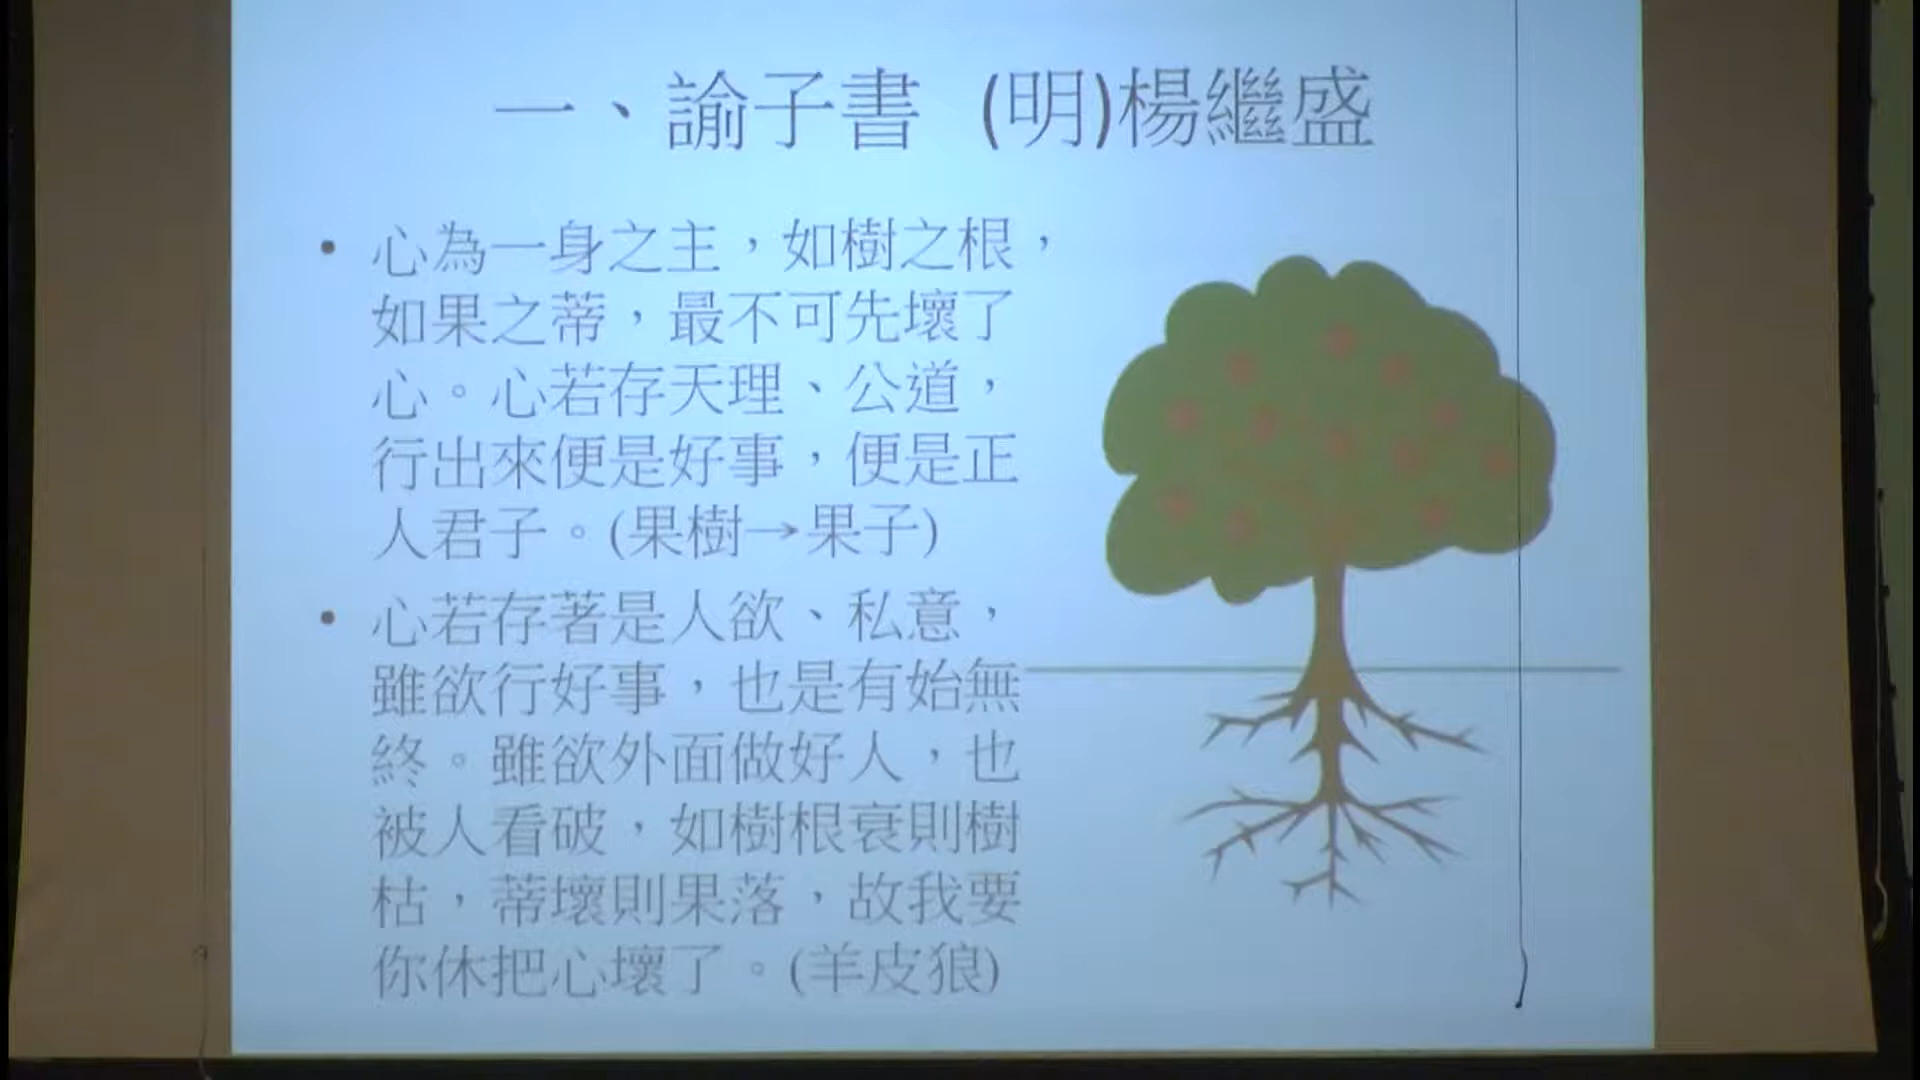 一、諭子書 (明)楊繼盛
• 心為一身之主，如樹之根，
如果之蒂，最不可先壞了
心。心若存天理、公道，
行出來便是好事，便是正
人君子。(果樹→果子)
• 心若存著是人欲、私意，
雖欲行好事，也是有始無
終。雖欲外面做好人，也
被人看破，如樹根衰則樹
枯，蒂壞則果落，故我要
你休把心壞了。(羊皮狼)